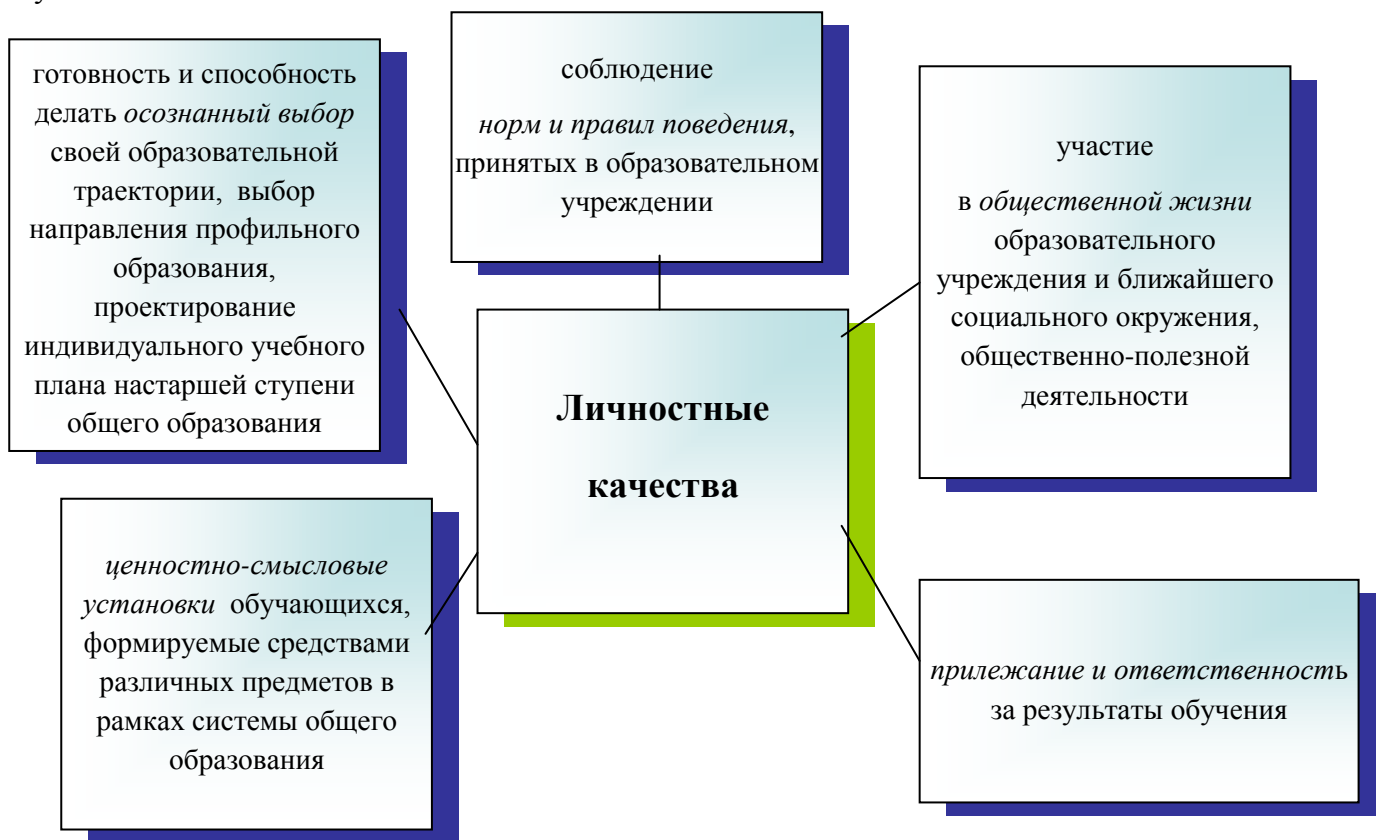 готовность и способность
делать осознанный выбор
своей образовательной
траектории, выбор
направления профильного
образования,
проектирование
индивидуального учебного
плана настаршей ступени
общего образования
соблюдение
норм и правил поведения,
принятых в образовательном
учреждении
участие
в общественной жизни
образовательного
учреждения и ближайшего
социального окружения,
общественно-полезной
деятельности
Личностные
качества
ценностно-смысловые
установки обучающихся,
формируемые средствами
различных предметов в
рамках системы общего
образования
прилежание и ответственность
за результаты обучения